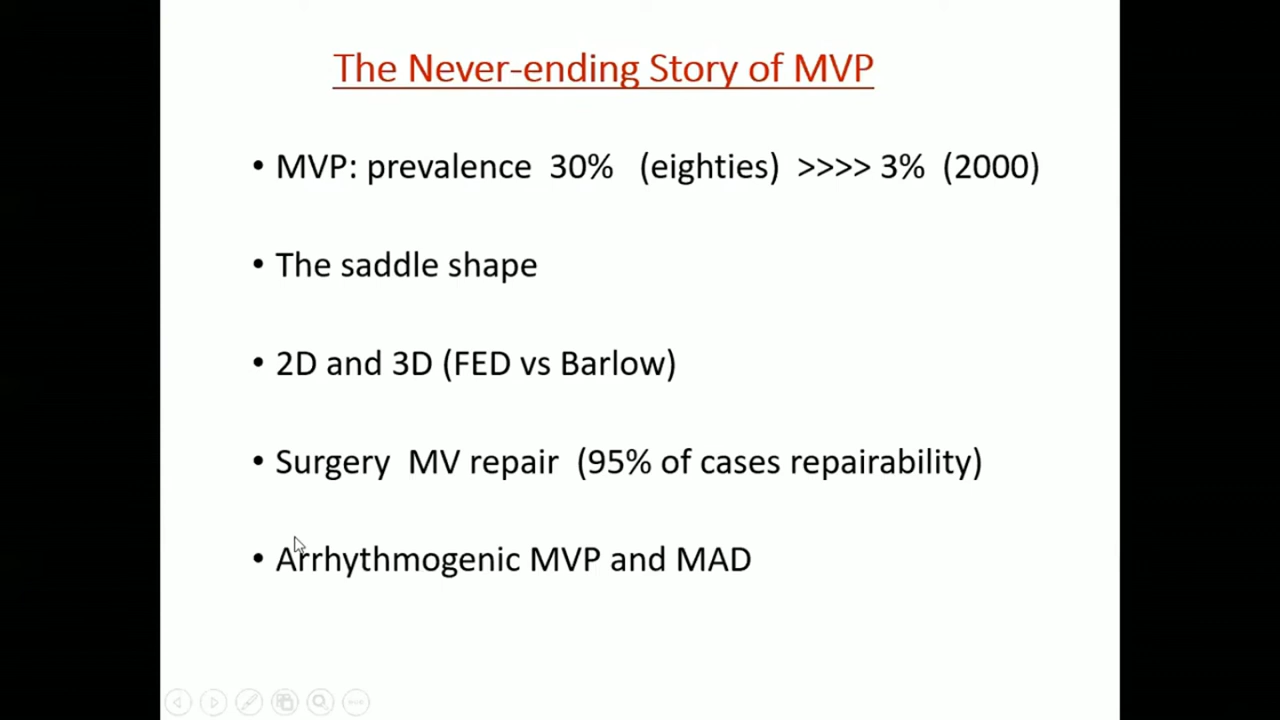 The Never-ending Story of MVP
• MVP: prevalence 30% (eighties) >>>> 3% (2000)
• The saddle shape
• 2D and 3D (FED vs Barlow)
• Surgery MV repair (95% of cases repairability)
• Arrhythmogenic MVP and MAD